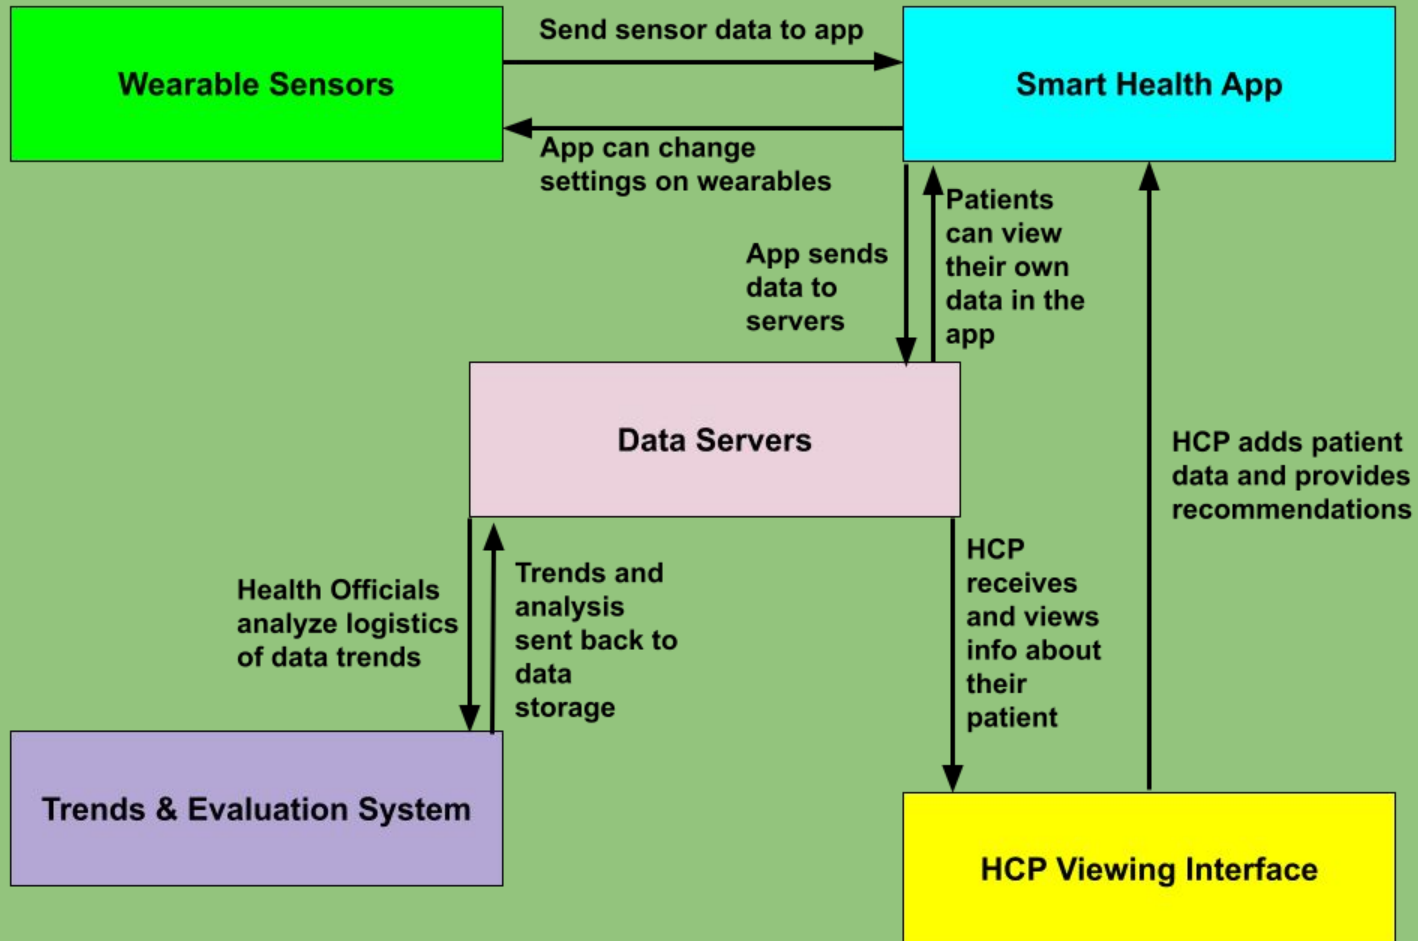 Send sensor data to app
Wearable Sensors
Smart Health App
App can change
settings on wearables
Patients
can view
their own
data in the
app
App sends
data to
servers
Data Servers
HCP adds patient
data and provides
recommendations
HCP
receives
and views
info about
their
patient
Health Officials
analyze logistics
of data trends
Trends and
analysis
sent back to
data
storage
Trends & Evaluation System
HCP Viewing Interface